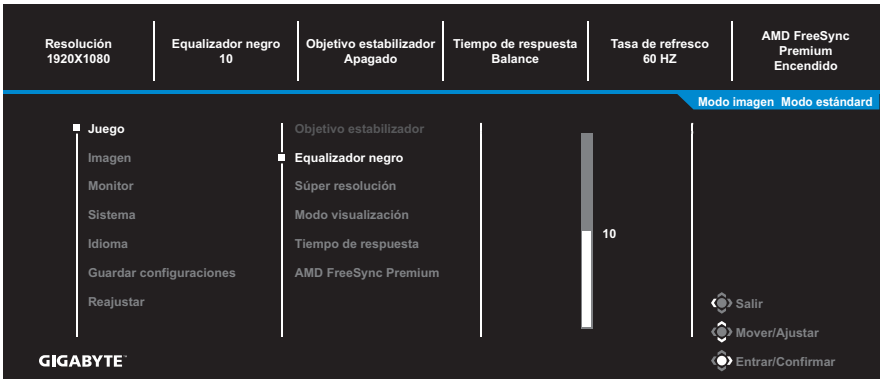 Resolución
1920X1080
Equalizador negro
10
Objetivo estabilizador
Apagado
Tiempo de respuesta
Balance
Tasa de refresco
60 HZ
AMD FreeSync
Premium
Encendido
Modo imagen Modo estándard
Juego
Imagen
Monitor
Sistema
Idioma
Guardar configuraciones
Reajustar
Objetivo estabilizador
Equalizador negro
Súper resolución
Modo visualización
Tiempo de respuesta
AMD FreeSync Premium
10
Salir
Mover/Ajustar
Entrar/Confirmar
GIGABYTE™